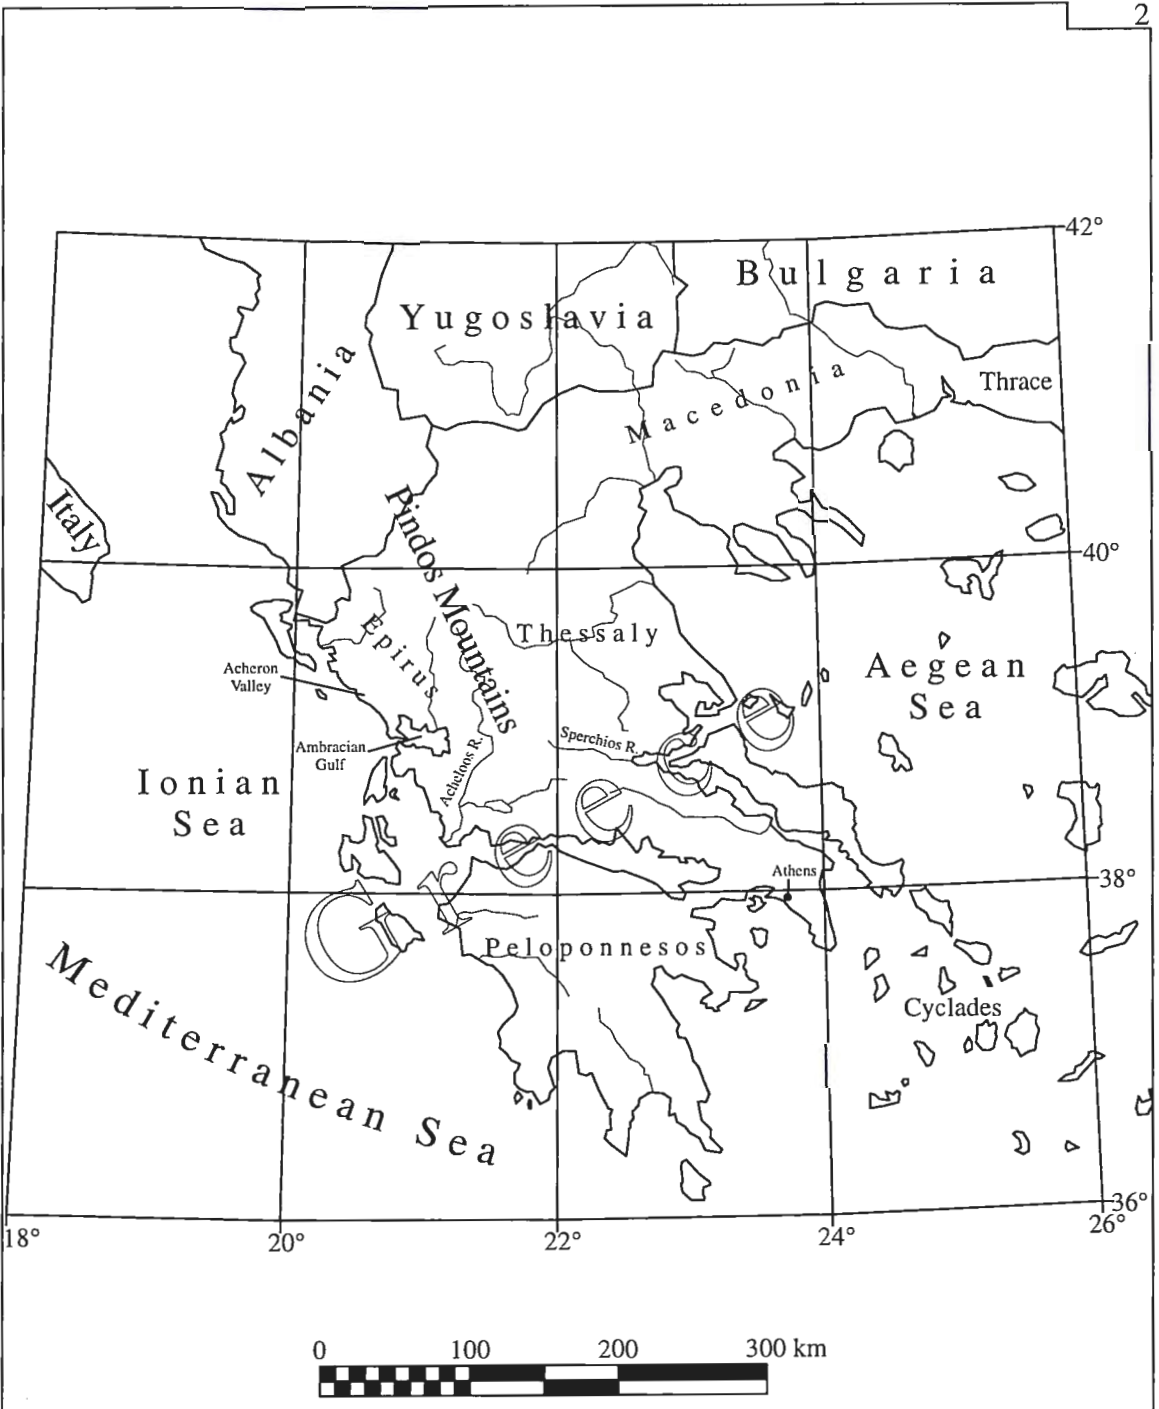 2
42°
Bulgaria
Yugoslavia
Albania
Thrace
Macedonia
Italy
Pindos Mountains
40°
Epirus
Thessaly
Aegean
Sea
Acheron
Valley
Ambracian
Gulf
Acheloos R.
Sperchios R.
Ionian
Sea
Greece
Athens
38°
Peloponnesos
Cyclades
Mediterranean Sea
36°
18°
20°
22°
24°
26°
0 100 200 300 km